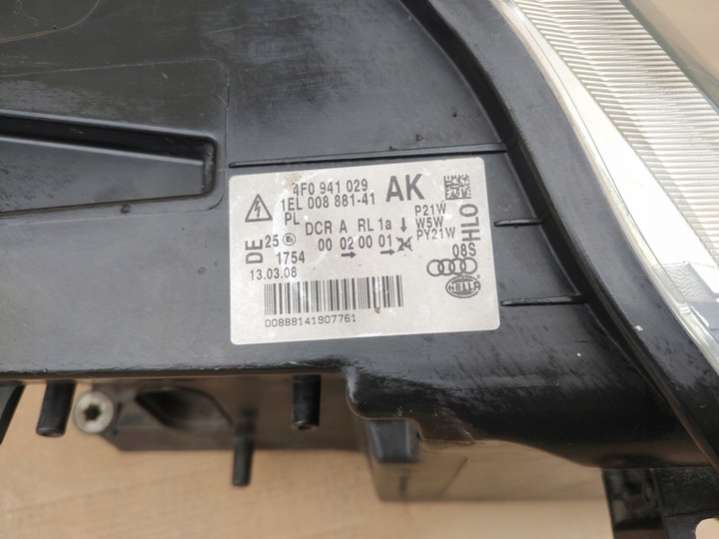 4F0 941 029 AK
1EL 008 881-41
PL DCR A RL 1a P21W
W5W
PY21W
HLO
DE 25 00 02 00 01 24
1754
08S
13.03.08
HELLA
00888141907761